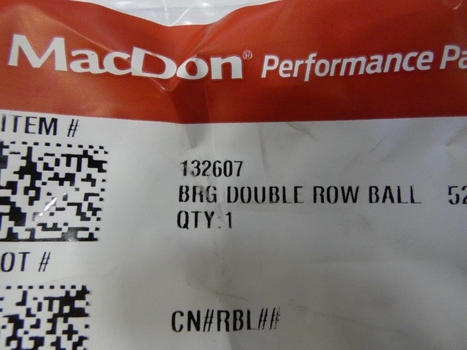 MacDon® Performance Pa
ITEM #
132607
BRG DOUBLE ROW BALL 52
QTY:1
OT #
CN#RBL##